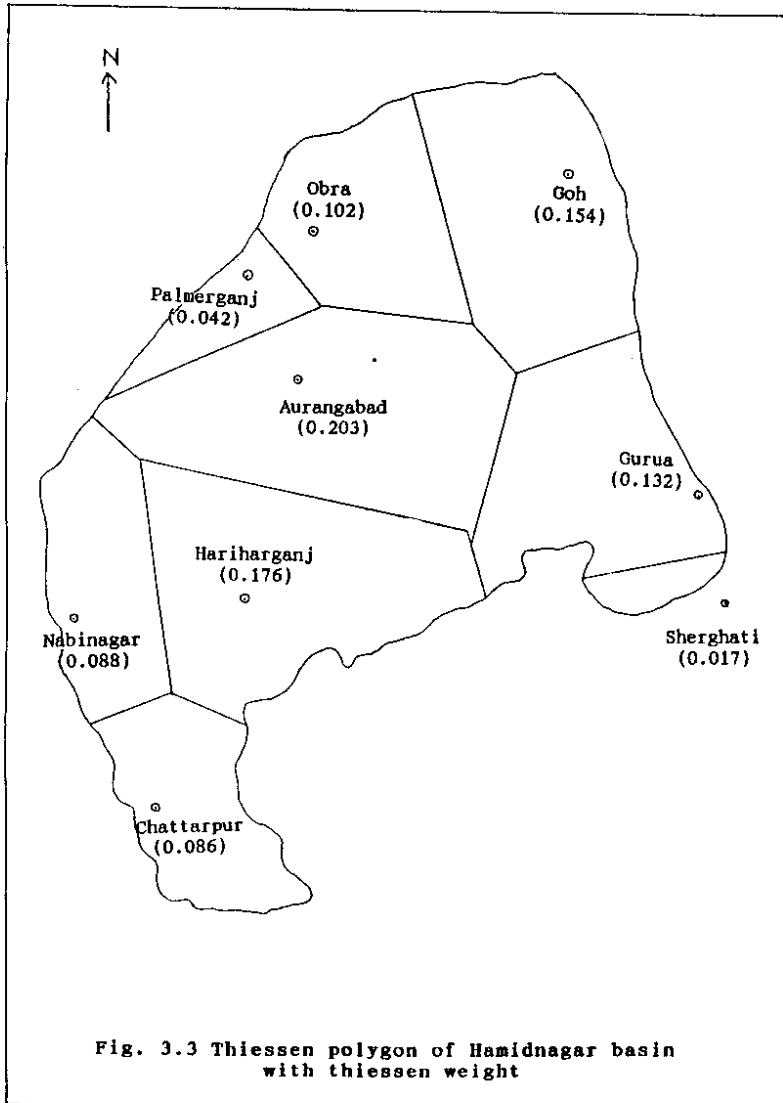 N
Obra
(0.102)
Goh
(0.154)
Palmerganj
(0.042)
Aurangabad
(0.203)
Gurua
(0.132)
Hariharganj
(0.176)
Nabinagar
(0.088)
Sherghati
(0.017)
Chattarpur
(0.086)
Fig. 3.3 Thiessen polygon of Hamidnagar basin
with thiessen weight